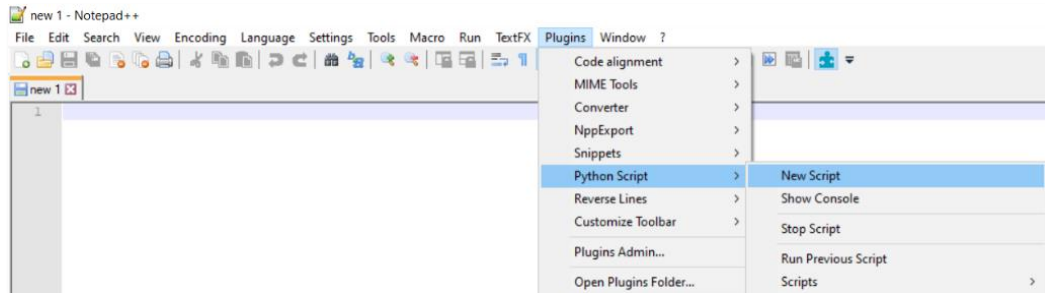 new 1 - Notepad++
File Edit Search View Encoding Language Settings Tools Macro Run TextFX Plugins Window ?
new 1
1
Code alignment
MIME Tools
Converter
NppExport
Snippets
Python Script
Reverse Lines
Customize Toolbar
Plugins Admin...
Open Plugins Folder...
New Script
Show Console
Stop Script
Run Previous Script
Scripts